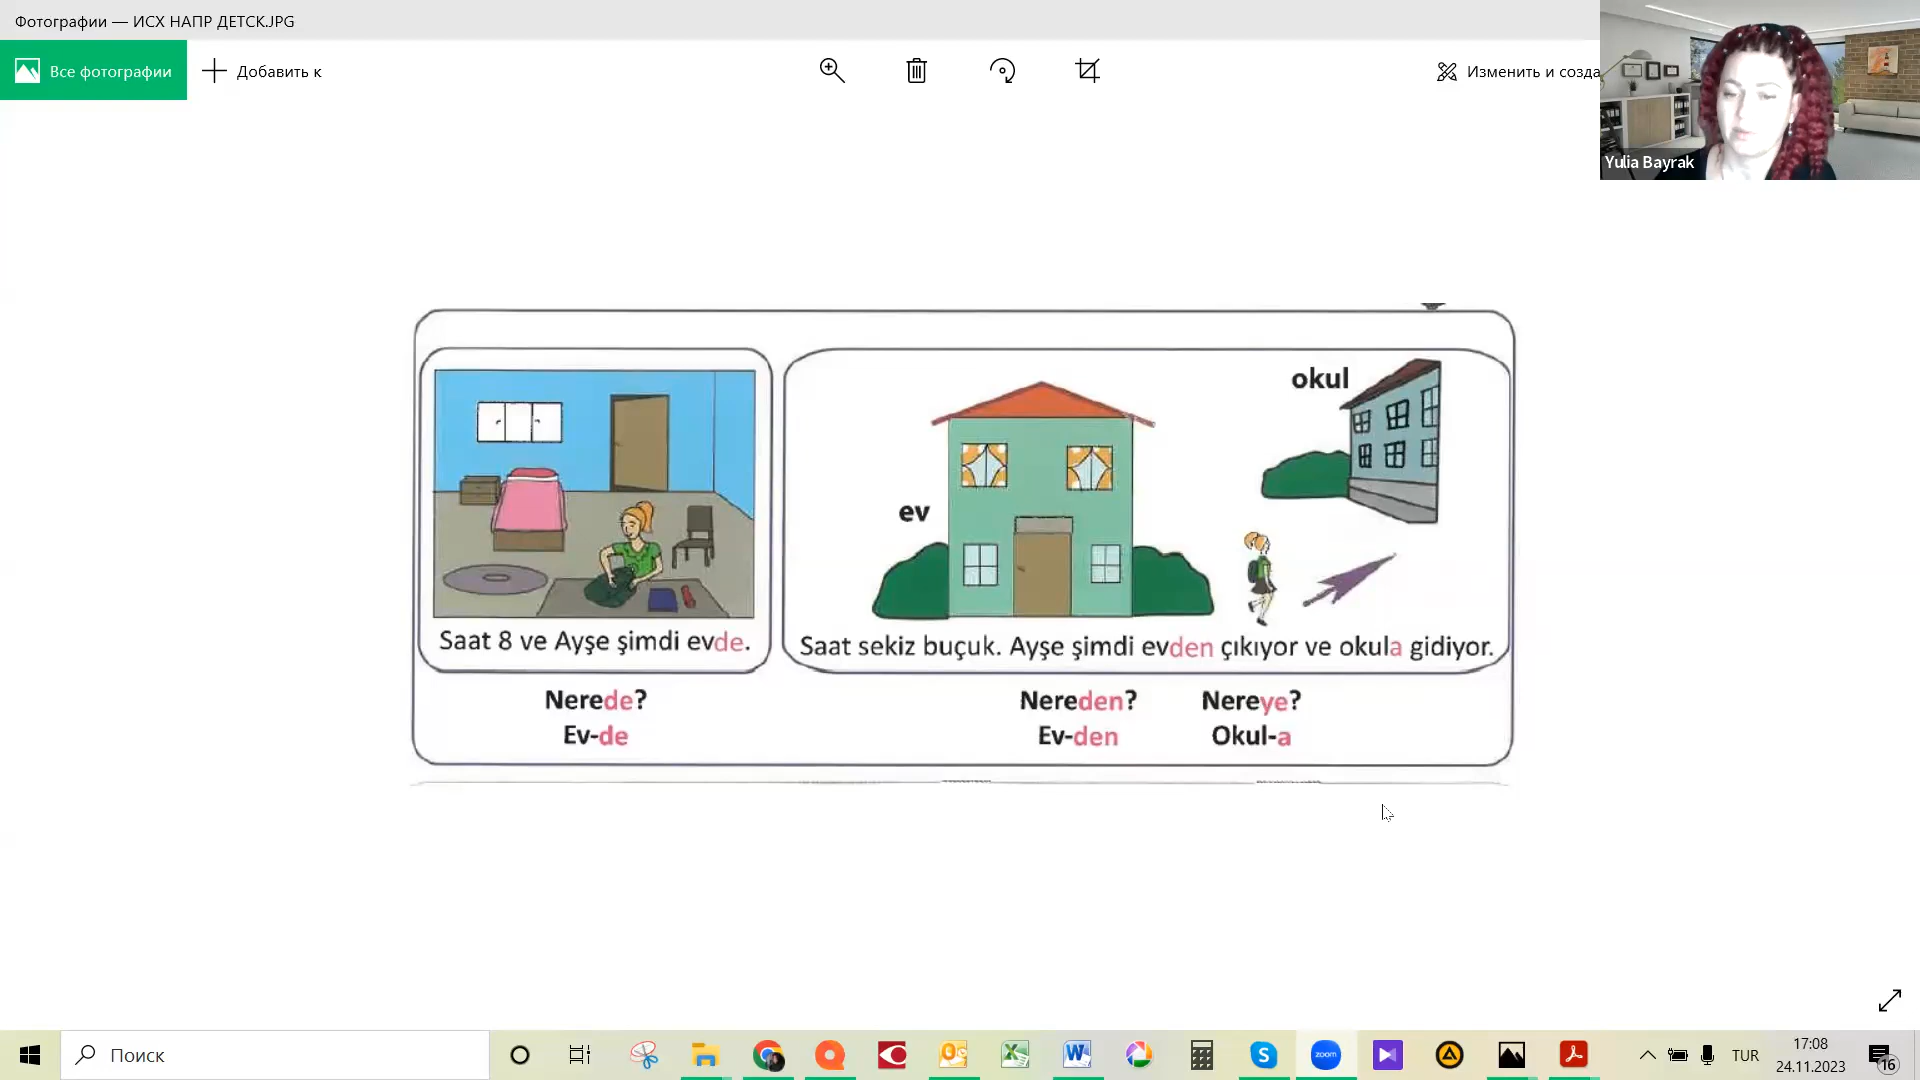 Фотографии — ИСХ НАПР ДЕТСК.JPG
Все фотографии
Добавить к
Изменить и созда
Yulia Bayrak
okul
ev
Saat 8 ve Ayşe şimdi evde.
Saat sekiz buçuk. Ayşe şimdi evden çıkıyor ve okula gidiyor.
Nerede?
Ev-de
Nereden?
Ev-den
Nereye?
Okul-a
Поиск
zoom
TUR
17:08
24.11.2023
16